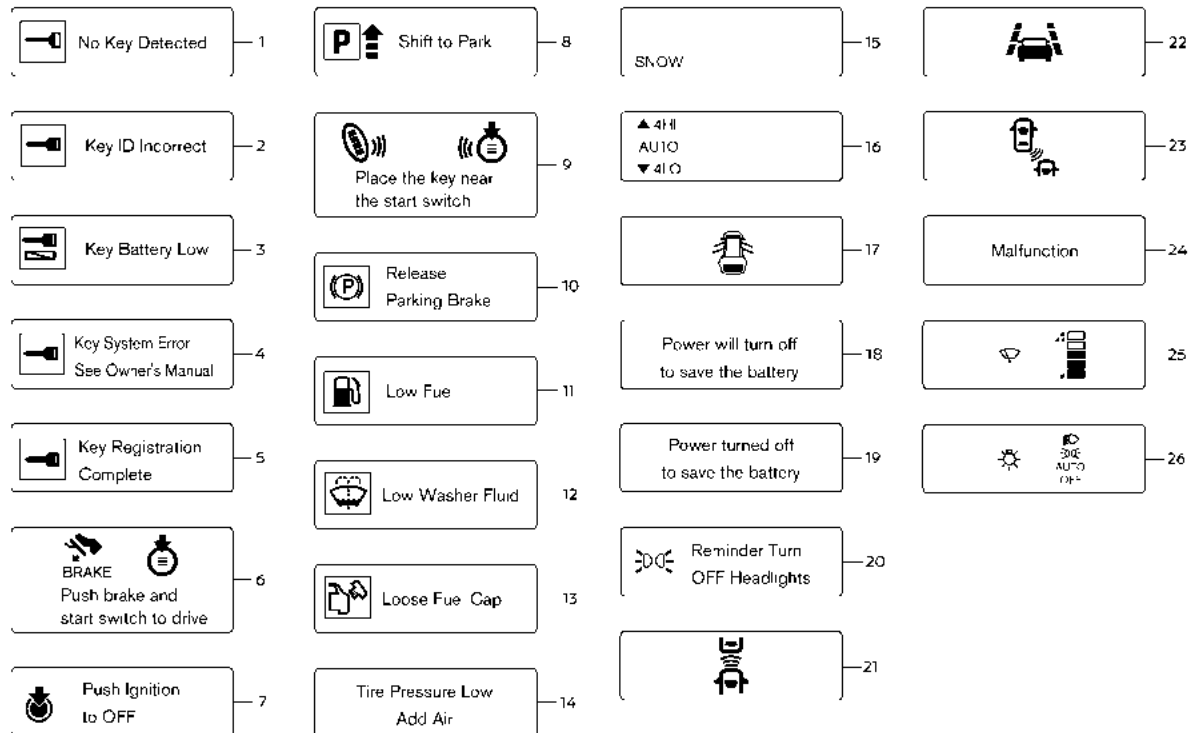 No Key Detected
1
Key ID Incorrect
2
Key Battery Low
3
Key System Error
See Owner's Manual
4
Key Registration
Complete
5
BRAKE
Push brake and
start switch to drive
6
Push Ignition
to OFF
7
P
Shift to Park
8
Place the key near
the start switch
9
P
Release
Parking Brake
10
Low Fue
11
Low Washer Fluid
12
Loose Fue Cap
13
Tire Pressure Low
Add Air
14
SNOW
15
▲ 4HI
AUTO
▼ 4LO
16
17
Power will turn off
to save the battery
18
Power turned off
to save the battery
19
Reminder Turn
OFF Headlights
20
21
22
23
Malfunction
24
25
AUTO
OFF
26